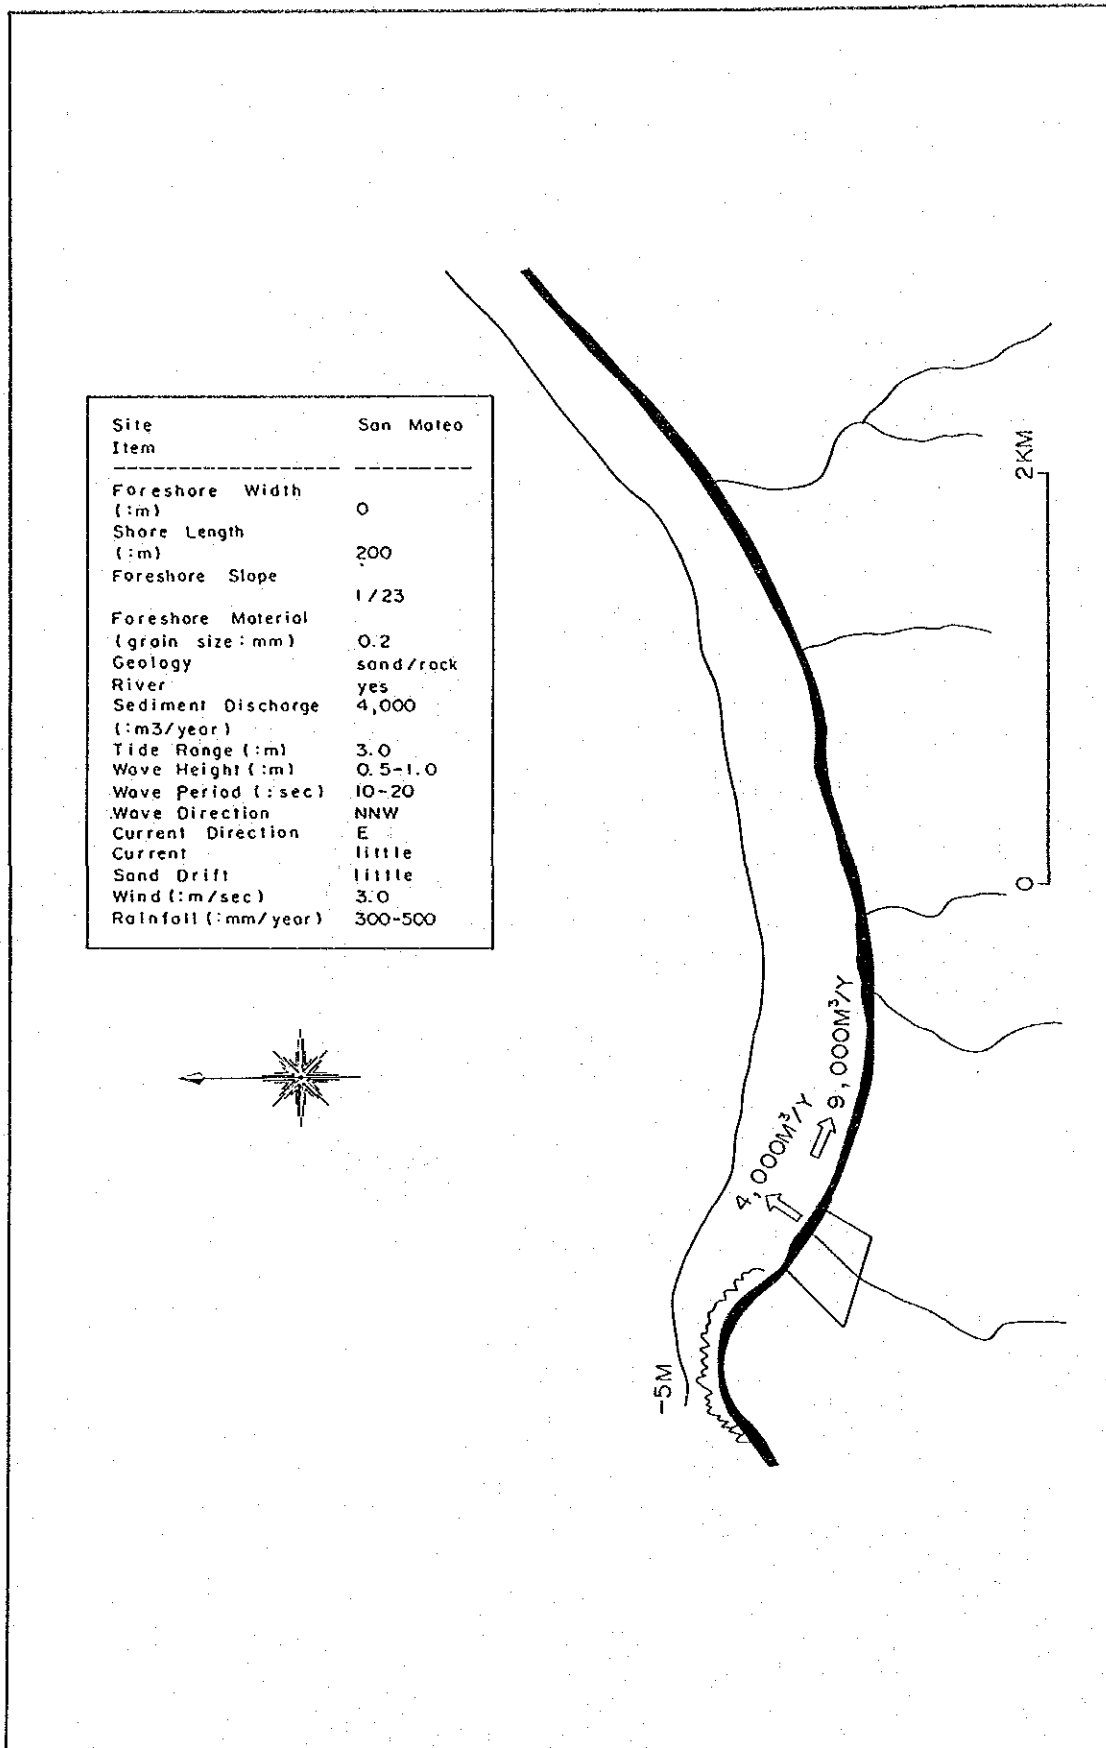 Site San Mateo
Item
Foreshore Width
(:m) 0
Shore Length
(:m) 200
Foreshore Slope
1/23
Foreshore Material
(grain size:mm) 0.2
Geology sand/rock
River yes
Sediment Discharge 4,000
(:m3/year)
Tide Range (:m) 3.0
Wave Height (:m) 0.5-1.0
Wave Period (:sec) 10-20
Wave Direction NNW
Current Direction E
Current little
Sand Drift little
Wind (:m/sec) 3.0
Rainfall (:mm/year) 300-500
-5M
4,000M³/Y
9,000M³/Y
0
2KM